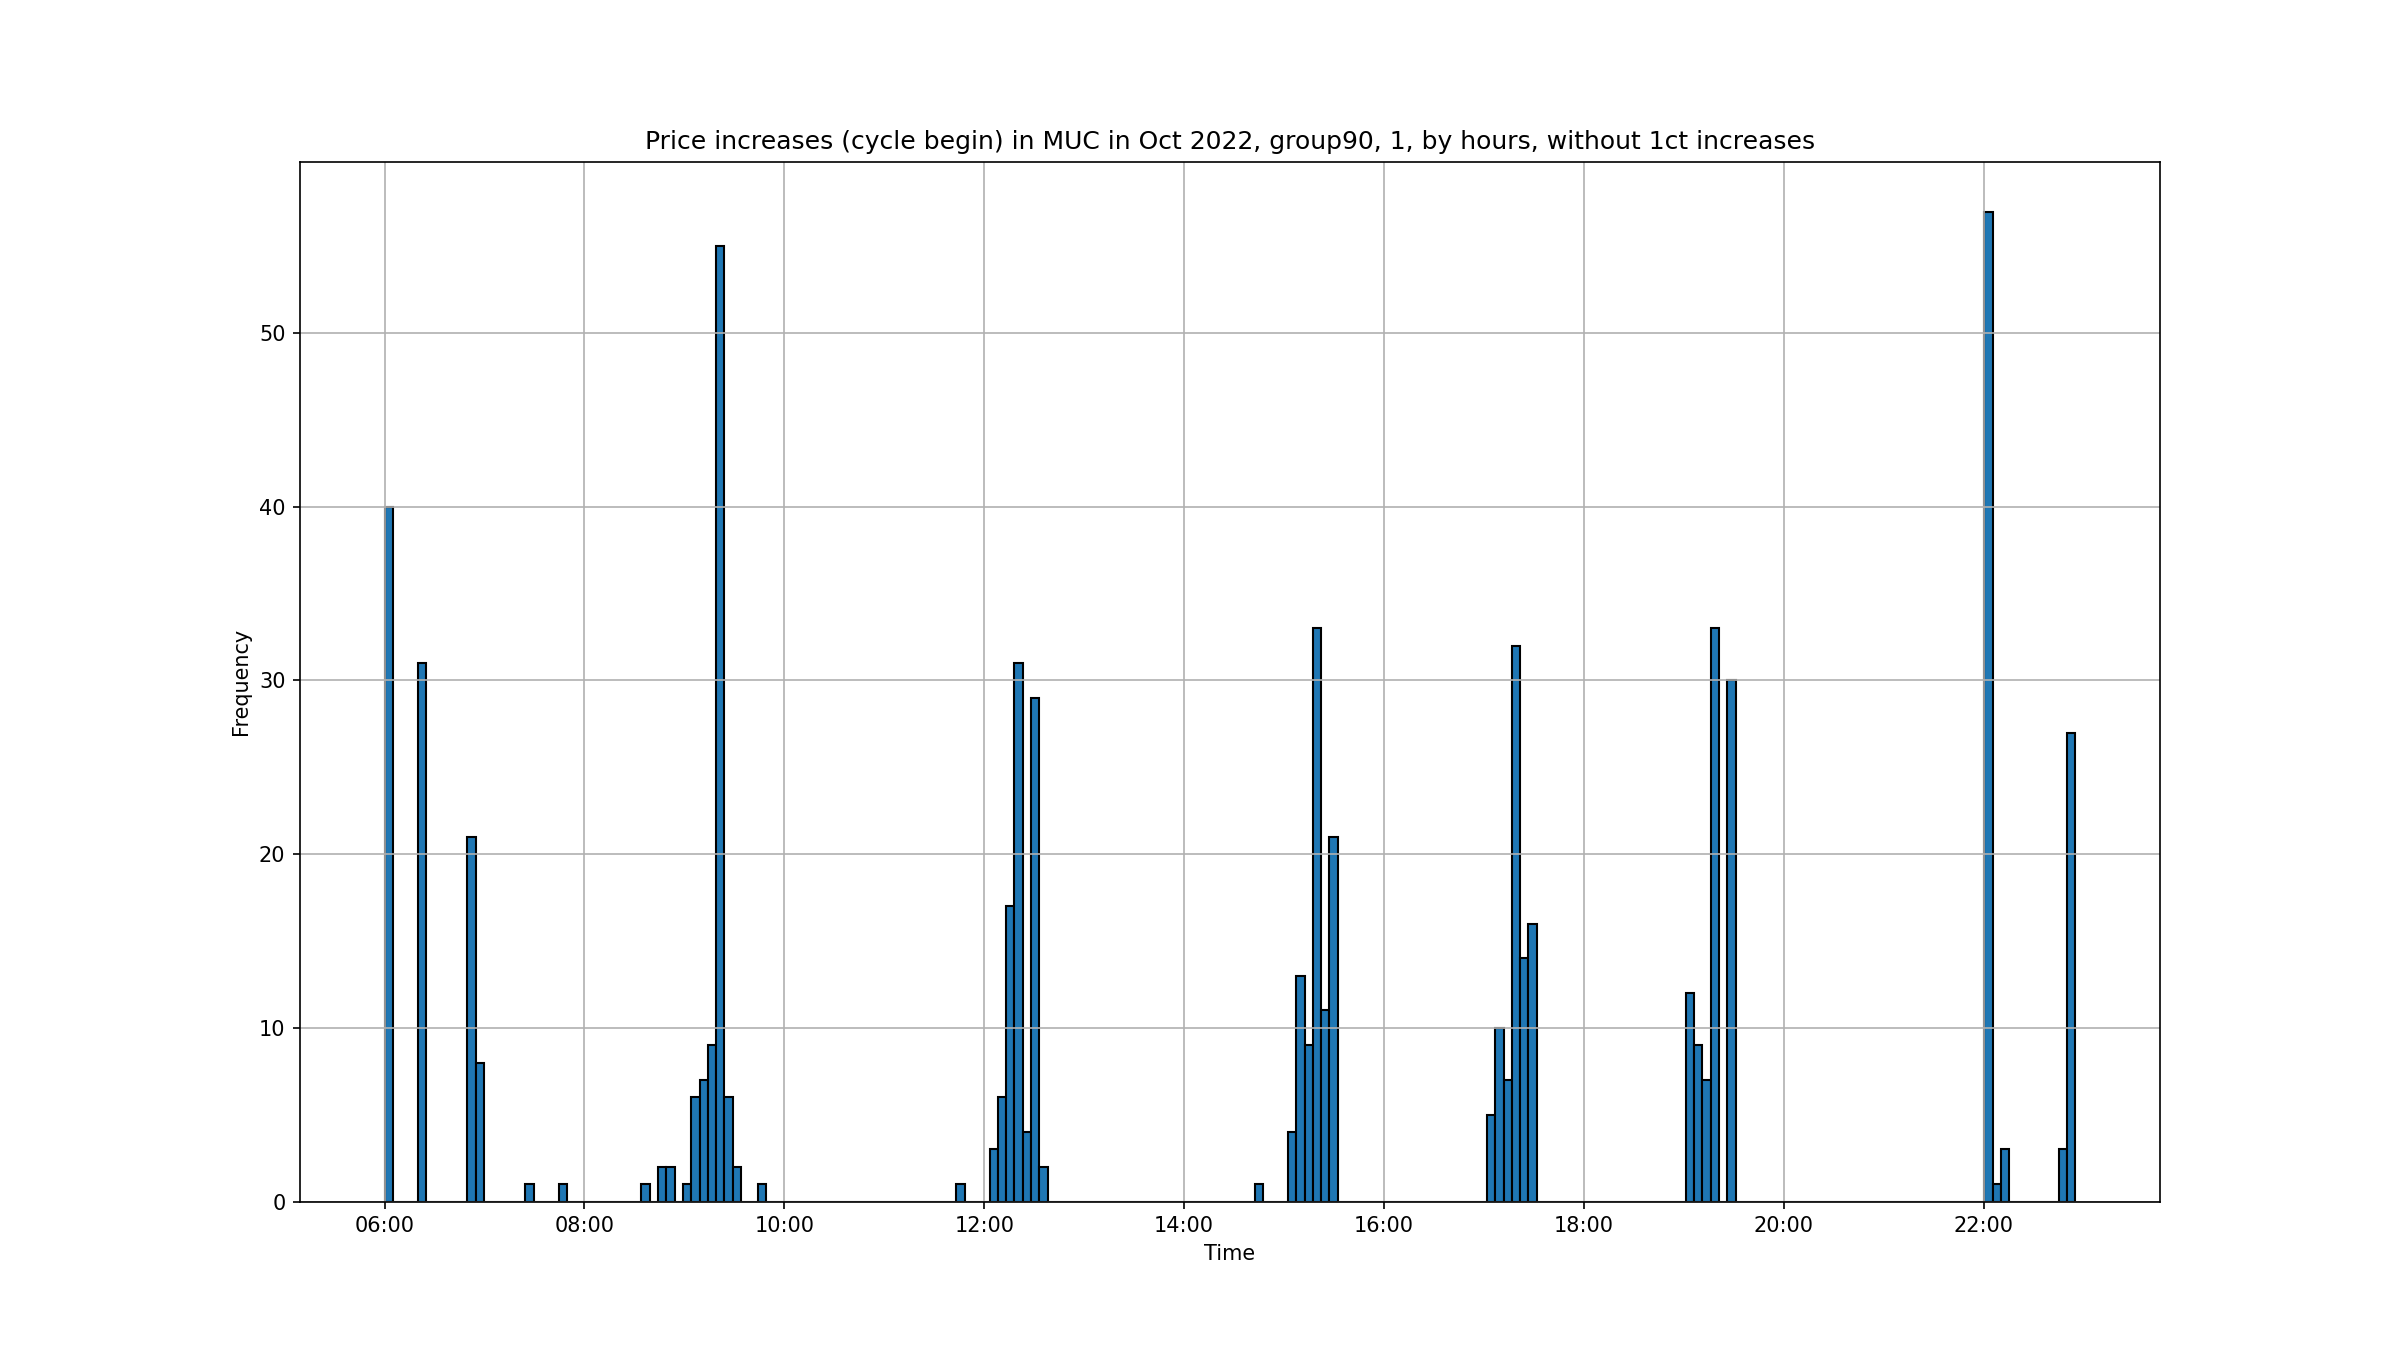 Price increases (cycle begin) in MUC in Oct 2022, group90, 1, by hours, without 1ct increases
Frequency
50
40
30
20
10
0
06:00 08:00 10:00 12:00 14:00 16:00 18:00 20:00 22:00
Time